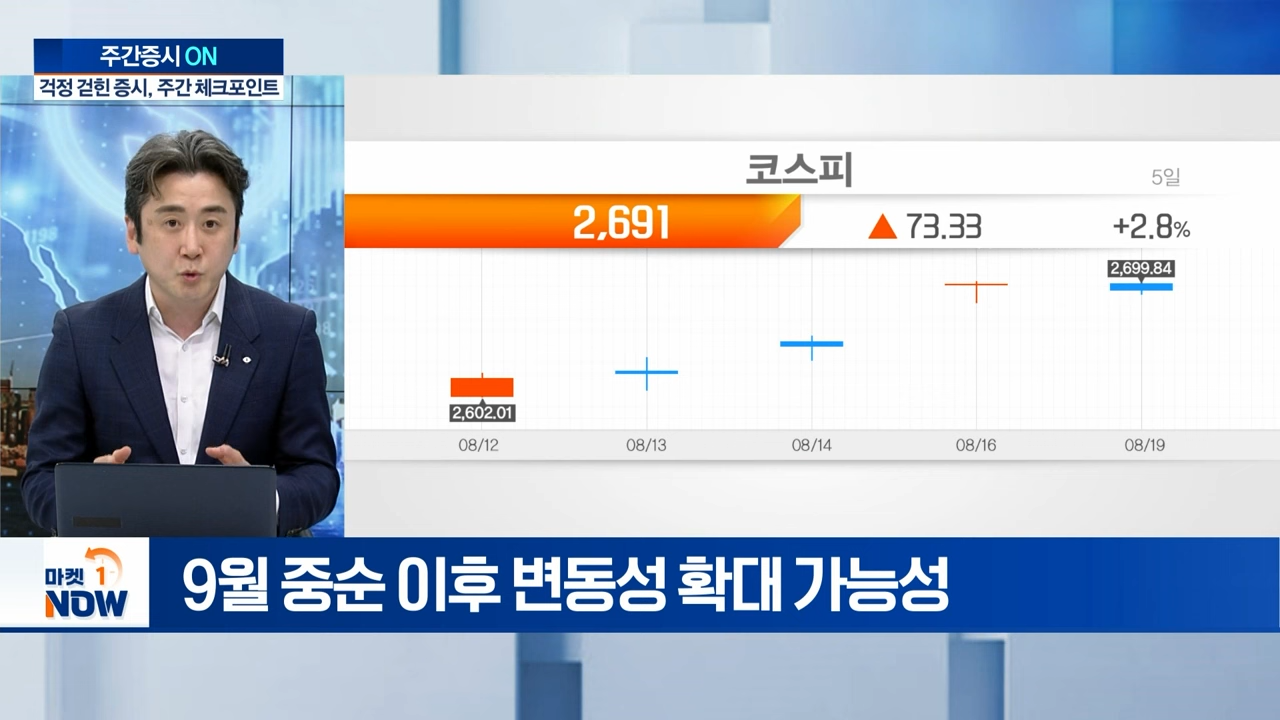 주간증시 ON
걱정 걷힌 증시, 주간 체크포인트
코스피
5일
2,691 ▲ 73.33 +2.8%
2,699.84
2,602.01
08/12 08/13 08/14 08/16 08/19
마켓 1
NOW
9월 중순 이후 변동성 확대 가능성